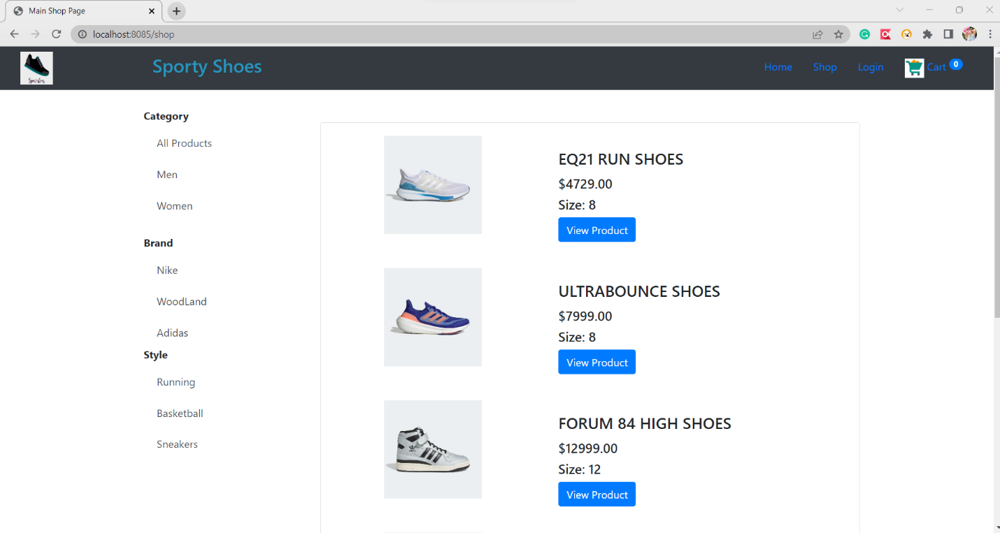 Main Shop Page
localhost:8085/shop
Sporty Shoes
Home
Shop
Login
Cart 0
Category
All Products
Men
Women
Brand
Nike
WoodLand
Adidas
Style
Running
Basketball
Sneakers
EQ21 RUN SHOES
$4729.00
Size: 8
View Product
ULTRABOUNCE SHOES
$7999.00
Size: 8
View Product
FORUM 84 HIGH SHOES
$12999.00
Size: 12
View Product